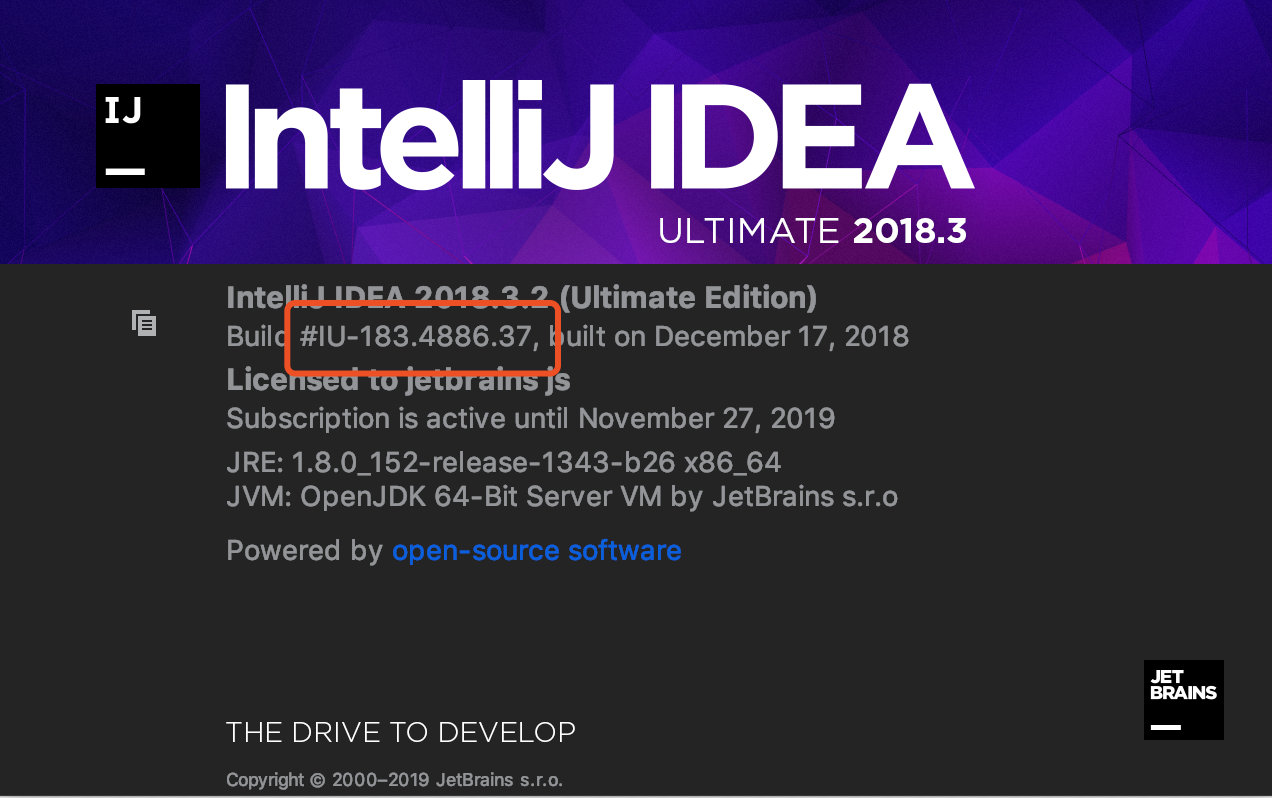 IJ
IntelliJ IDEA
ULTIMATE 2018.3
IntelliJ IDEA 2018.3.2 (Ultimate Edition)
Build #IU-183.4886.37, built on December 17, 2018
Licensed to jetbrains js
Subscription is active until November 27, 2019
JRE: 1.8.0_152-release-1343-b26 x86_64
JVM: OpenJDK 64-Bit Server VM by JetBrains s.r.o
Powered by open-source software
JET
BRAINS
THE DRIVE TO DEVELOP
Copyright © 2000–2019 JetBrains s.r.o.